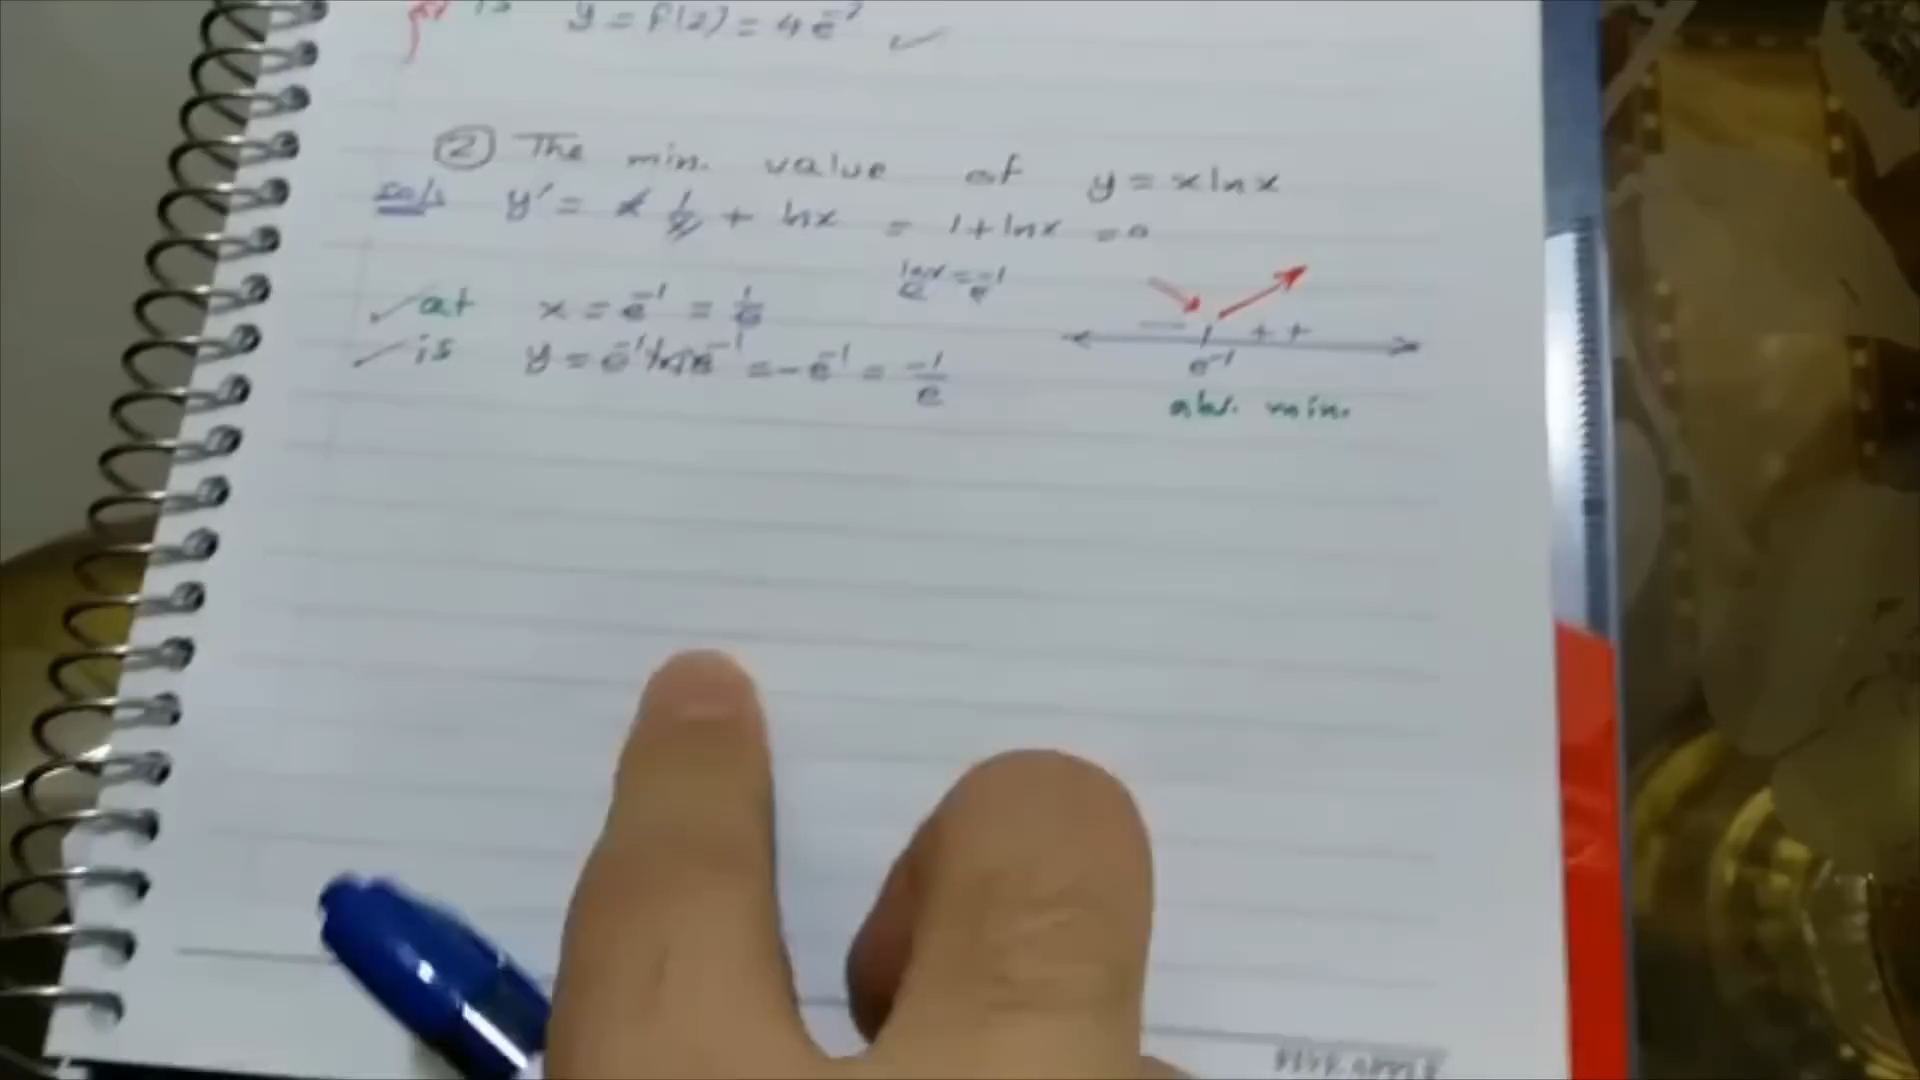 is y = f(2) = 4e⁻²
② The min. value of y = x ln x
sol. y' = x 1/x + ln x = 1 + ln x = 0
e^ln x = e⁻¹
✓ at x = e⁻¹ = 1/e
✓ is y = e⁻¹ ln e⁻¹ = -e⁻¹ = -1/e
-- ++
e⁻¹
abs. min.